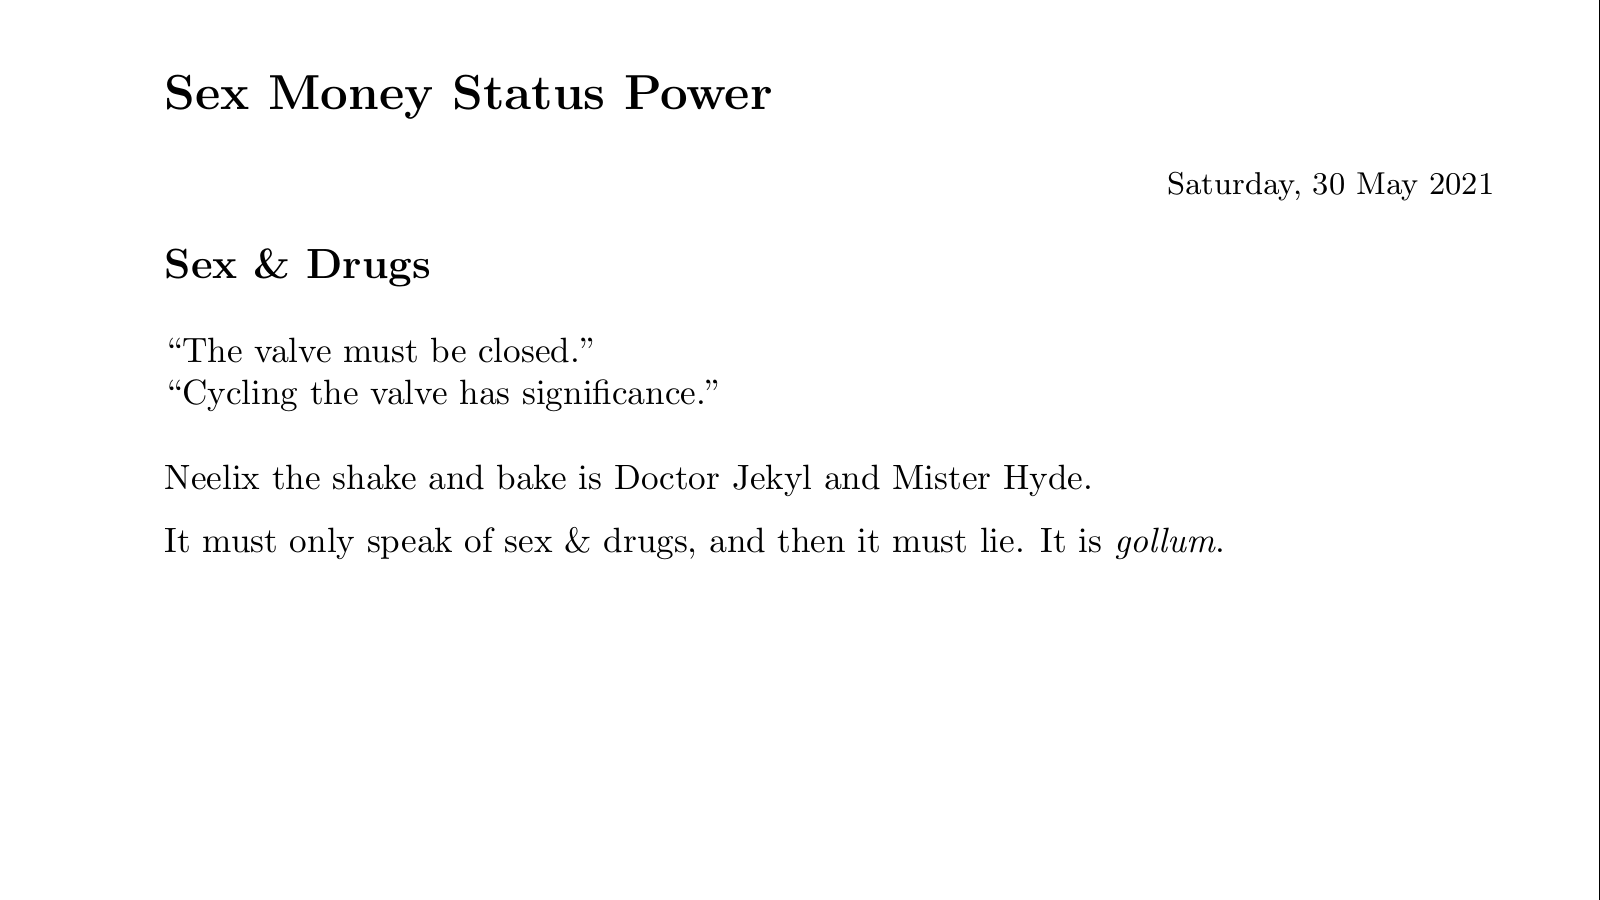 Sex Money Status Power
Saturday, 30 May 2021
Sex & Drugs
“The valve must be closed.”
“Cycling the valve has significance.”
Neelix the shake and bake is Doctor Jekyl and Mister Hyde.
It must only speak of sex & drugs, and then it must lie. It is gollum.